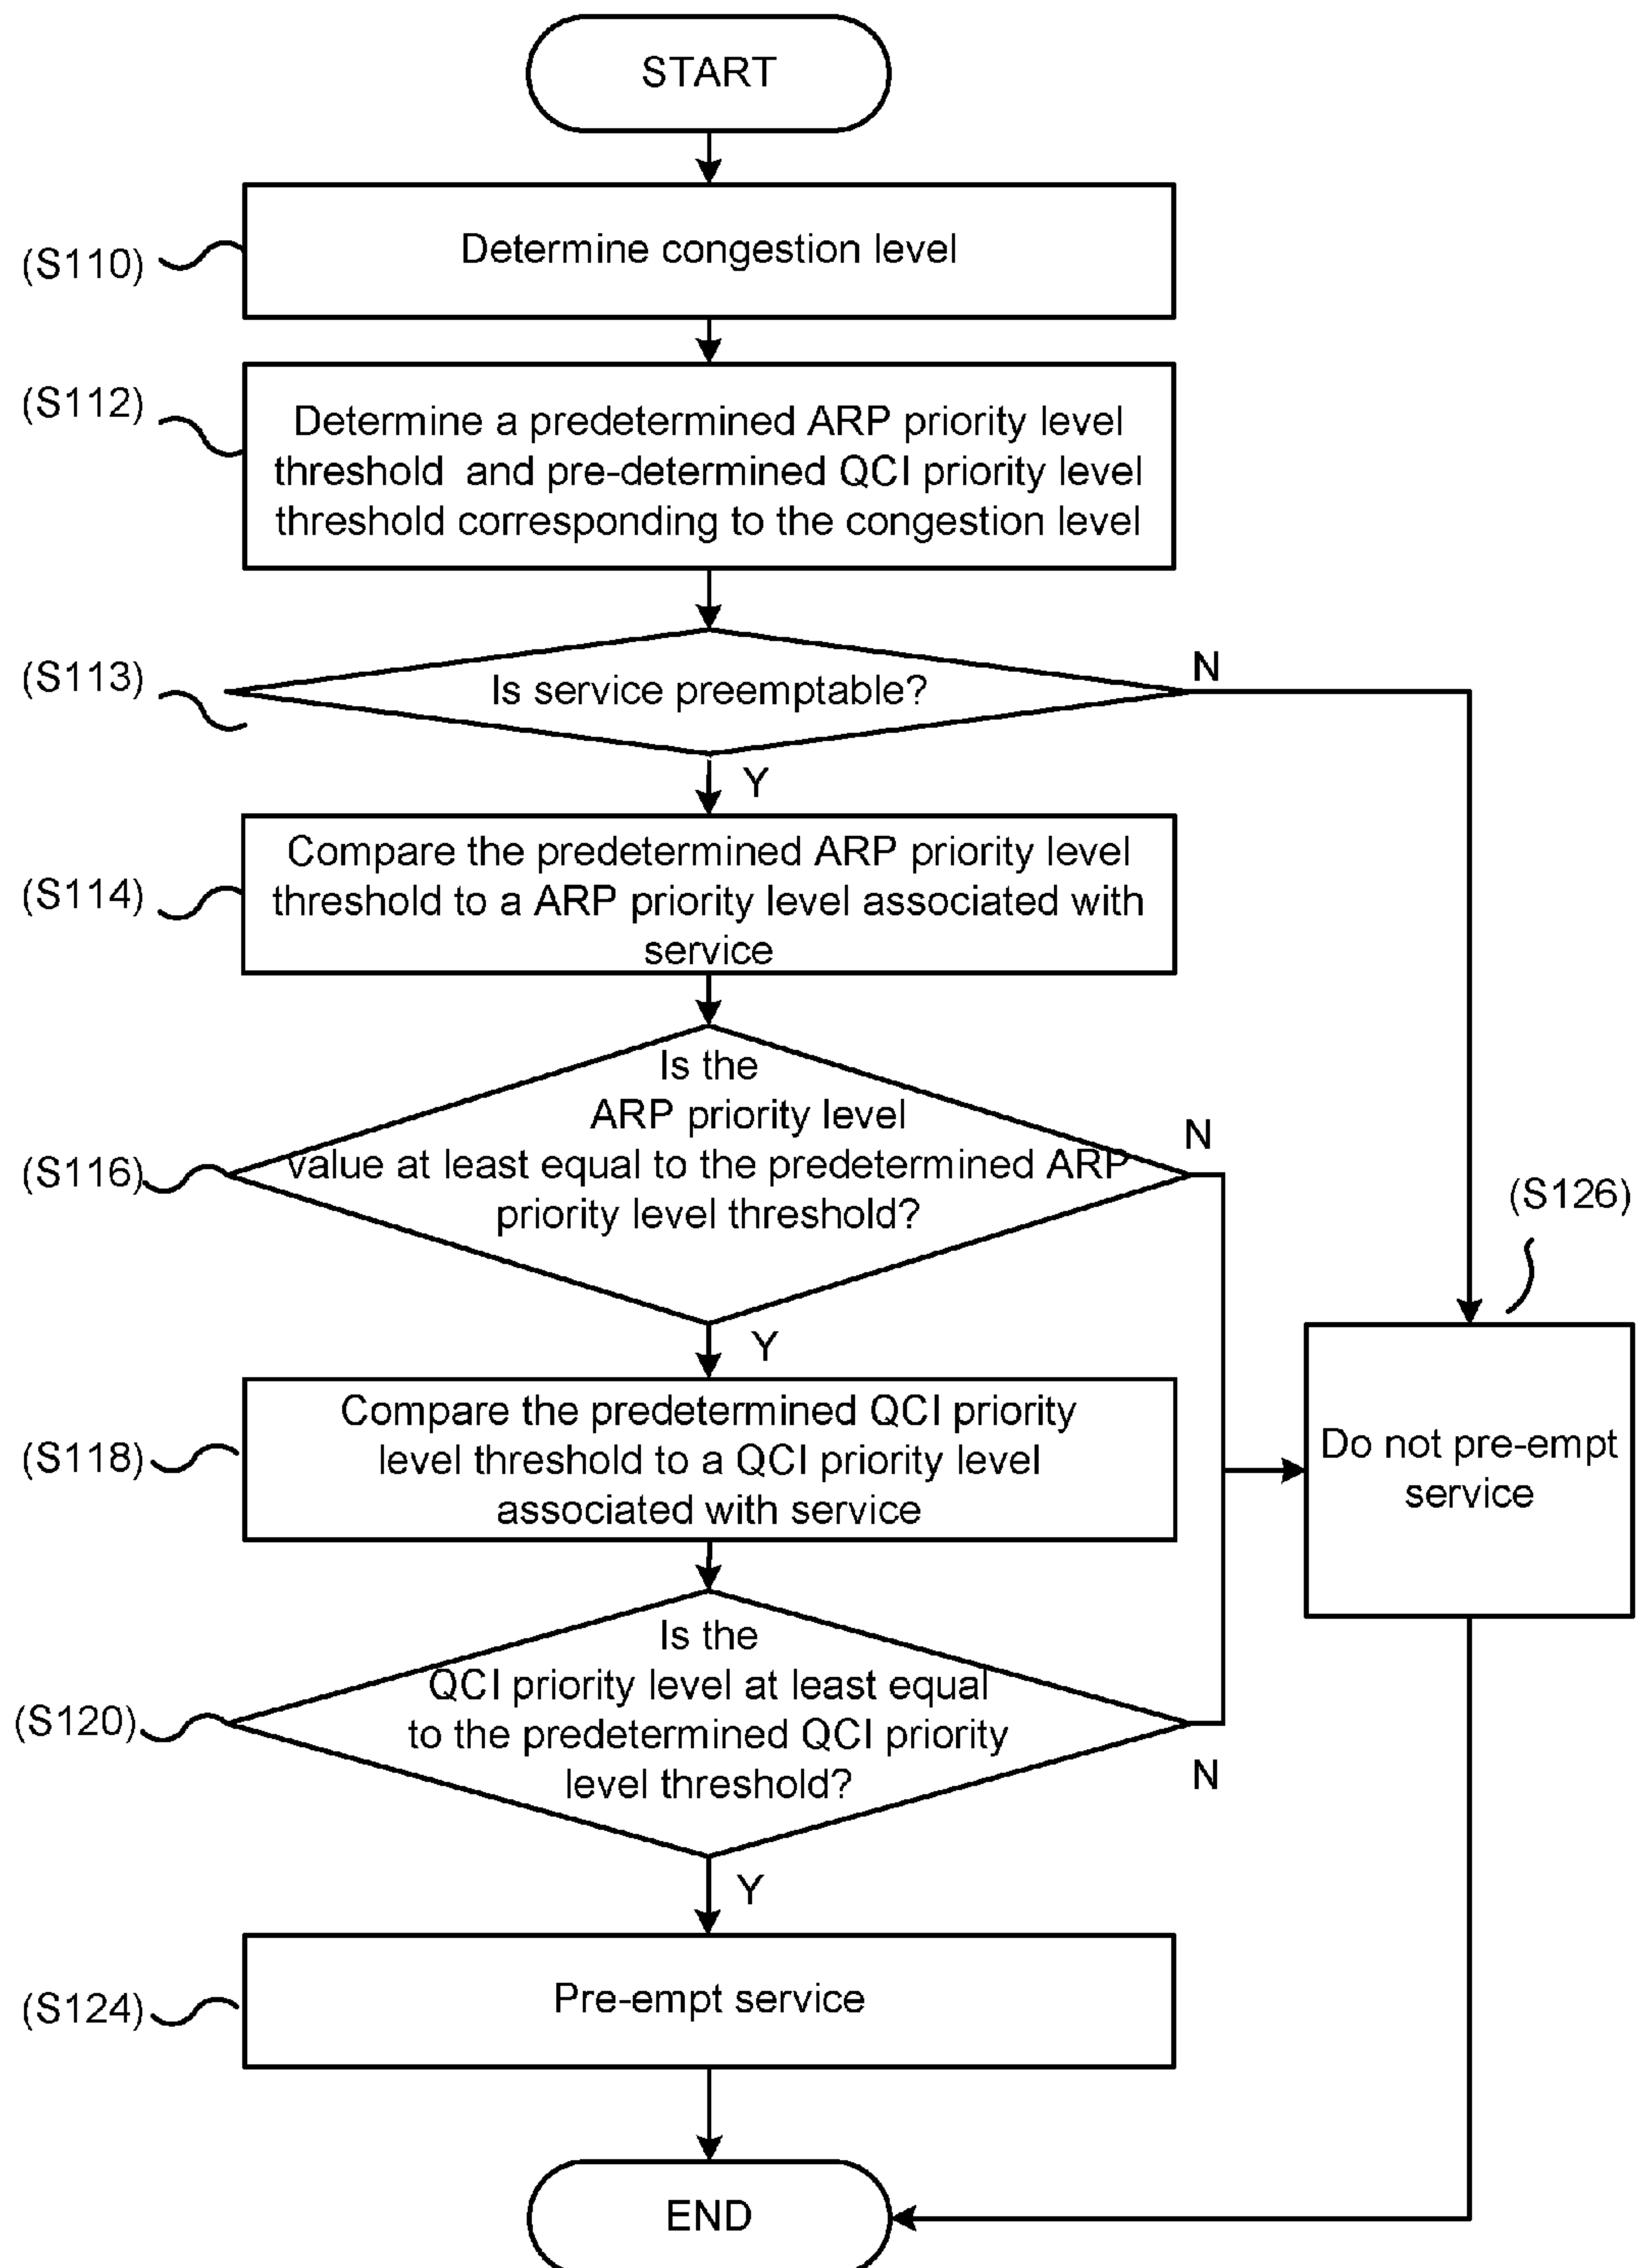 START
(S110)
Determine congestion level
(S112)
Determine a predetermined ARP priority level
threshold and pre-determined QCI priority level
threshold corresponding to the congestion level
(S113)
Is service preemptable?
N
Y
(S114)
Compare the predetermined ARP priority level
threshold to a ARP priority level associated with
service
(S116)
Is the
ARP priority level
value at least equal to the predetermined ARP
priority level threshold?
N
Y
(S126)
Do not pre-empt
service
(S118)
Compare the predetermined QCI priority
level threshold to a QCI priority level
associated with service
(S120)
Is the
QCI priority level at least equal
to the predetermined QCI priority
level threshold?
N
Y
(S124)
Pre-empt service
END